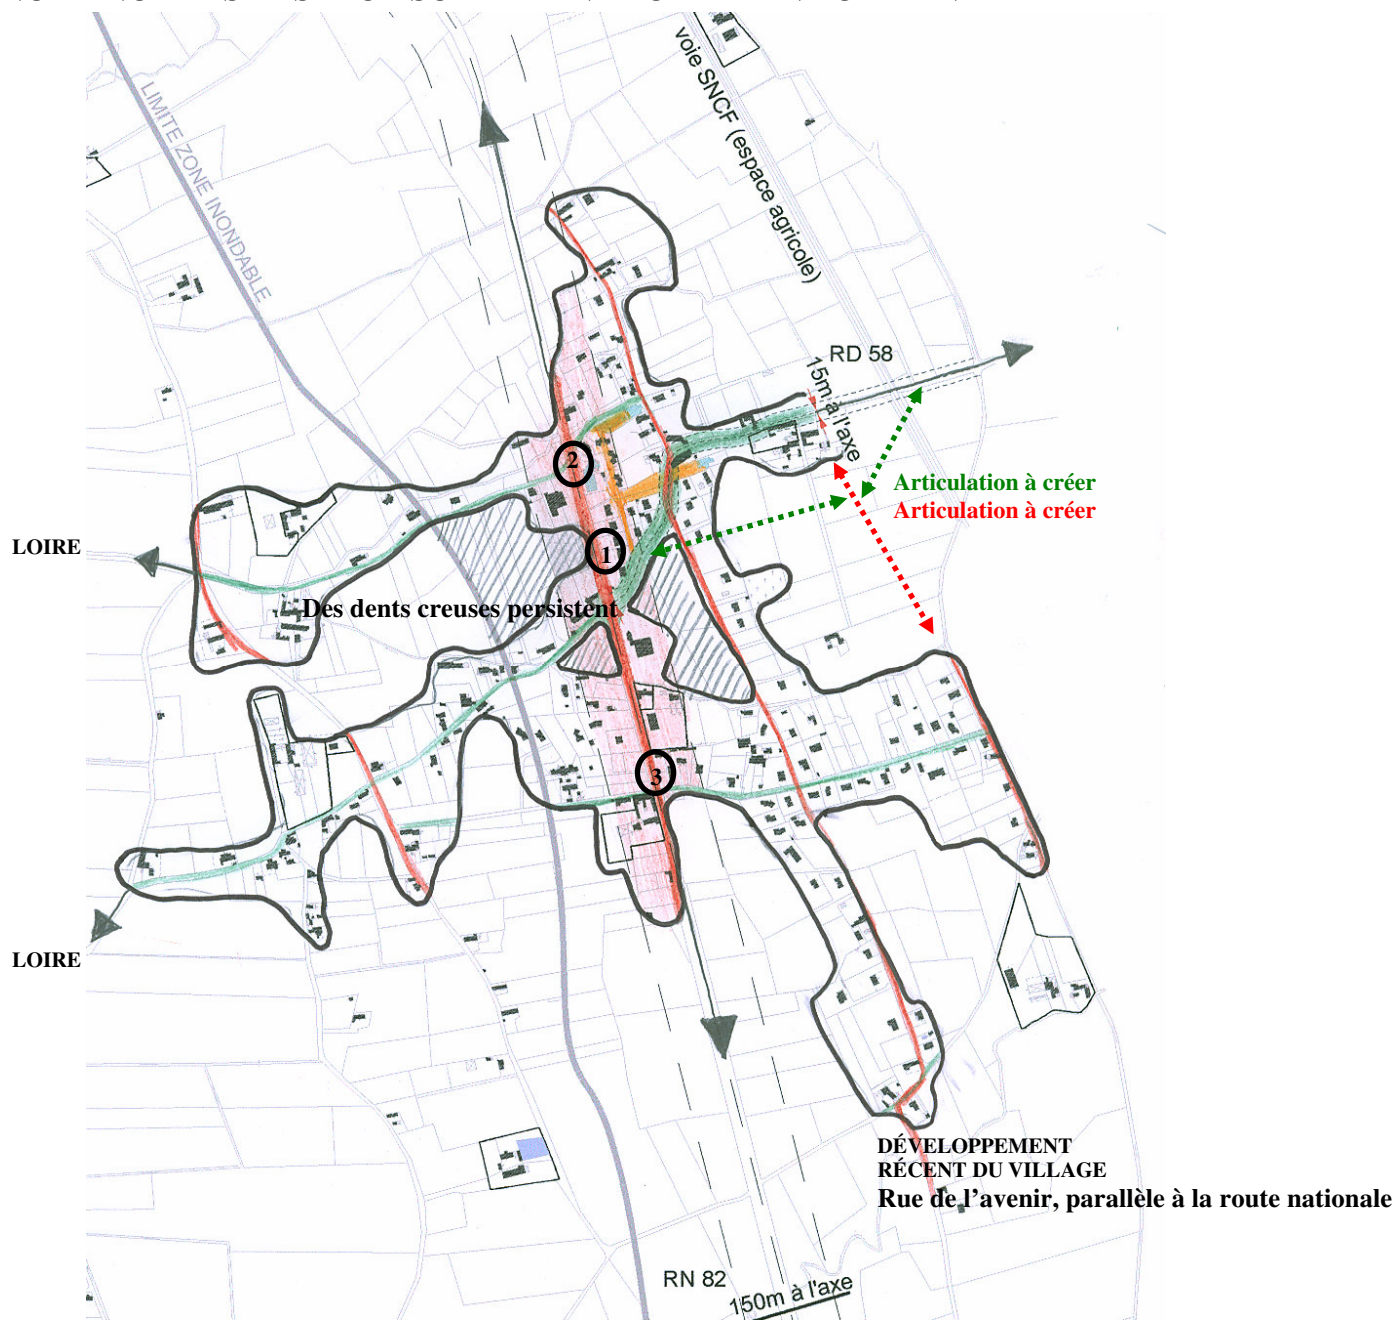 voie SNCF (espace agricole)
LIMITE ZONE INONDABLE
RD 58
15m à l'axe
2
Articulation à créer
Articulation à créer
LOIRE
1
Des dents creuses persistent
3
LOIRE
DÉVELOPPEMENT
RÉCENT DU VILLAGE
Rue de l'avenir, parallèle à la route nationale
RN 82
150m à l'axe